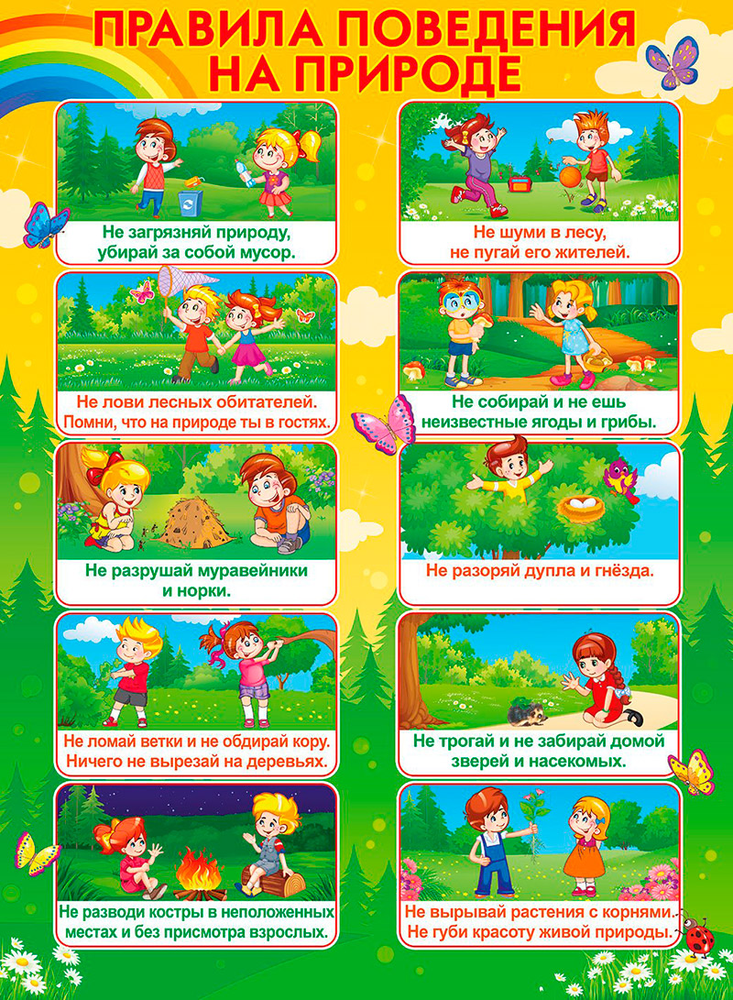 ПРАВИЛА ПОВЕДЕНИЯ
НА ПРИРОДЕ
Не загрязняй природу,
убирай за собой мусор.
Не шуми в лесу,
не пугай его жителей.
Не лови лесных обитателей.
Помни, что на природе ты в гостях.
Не собирай и не ешь
неизвестные ягоды и грибы.
Не разрушай муравейники
и норки.
Не разоряй дупла и гнёзда.
Не ломай ветки и не обдирай кору.
Ничего не вырезай на деревьях.
Не трогай и не забирай домой
зверей и насекомых.
Не разводи костры в неположенных
местах и без присмотра взрослых.
Не вырывай растения с корнями.
Не губи красоту живой природы.